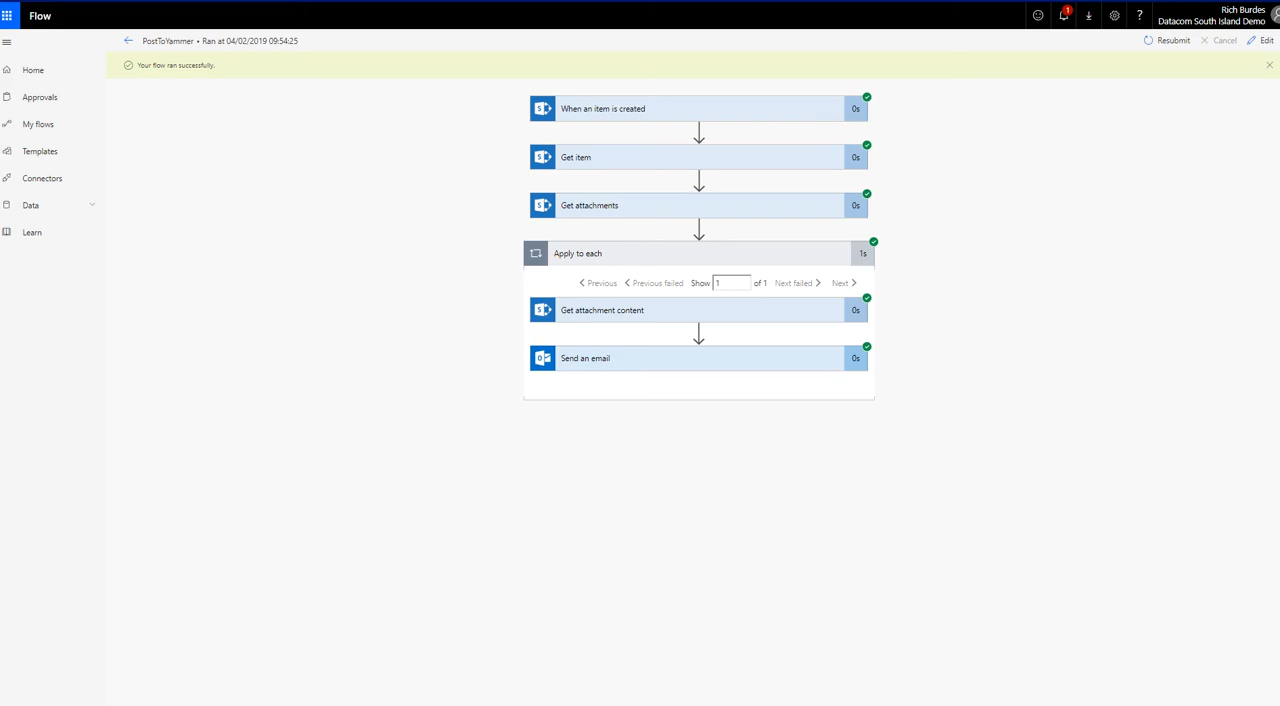 Flow
1
?
Rich Burdes
Datacom South Island Demo
PostToYammer • Ran at 04/02/2019 09:54:25
Resubmit
Cancel
Edit
Your flow ran successfully.
Home
Approvals
My flows
Templates
Connectors
Data
Learn
When an item is created 0s
Get item 0s
Get attachments 0s
Apply to each 1s
Previous Previous failed Show 1 of 1 Next failed Next
Get attachment content 0s
Send an email 0s